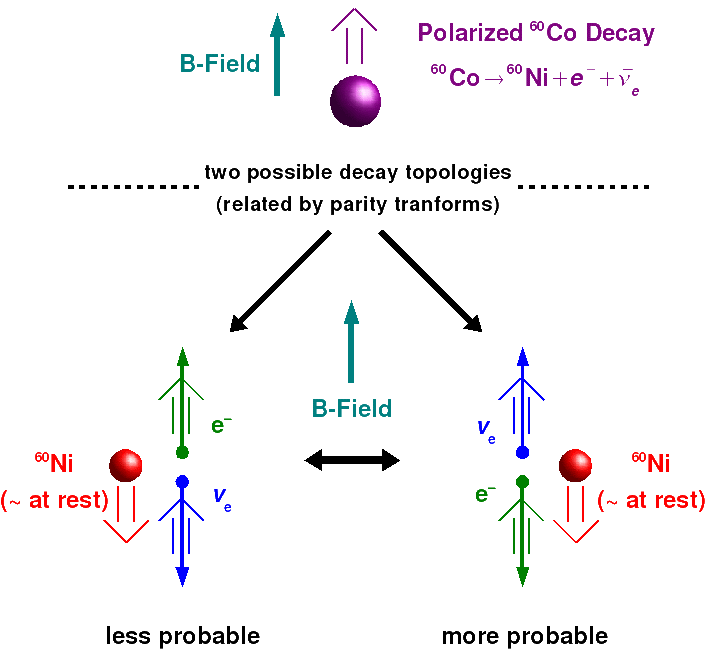 Polarized ⁶⁰Co Decay
B-Field
⁶⁰Co→⁶⁰Ni+e⁻+ν̄ₑ
two possible decay topologies
(related by parity tranforms)
B-Field
e⁻
⁶⁰Ni
(~ at rest)
νₑ
νₑ
e⁻
⁶⁰Ni
(~ at rest)
less probable
more probable